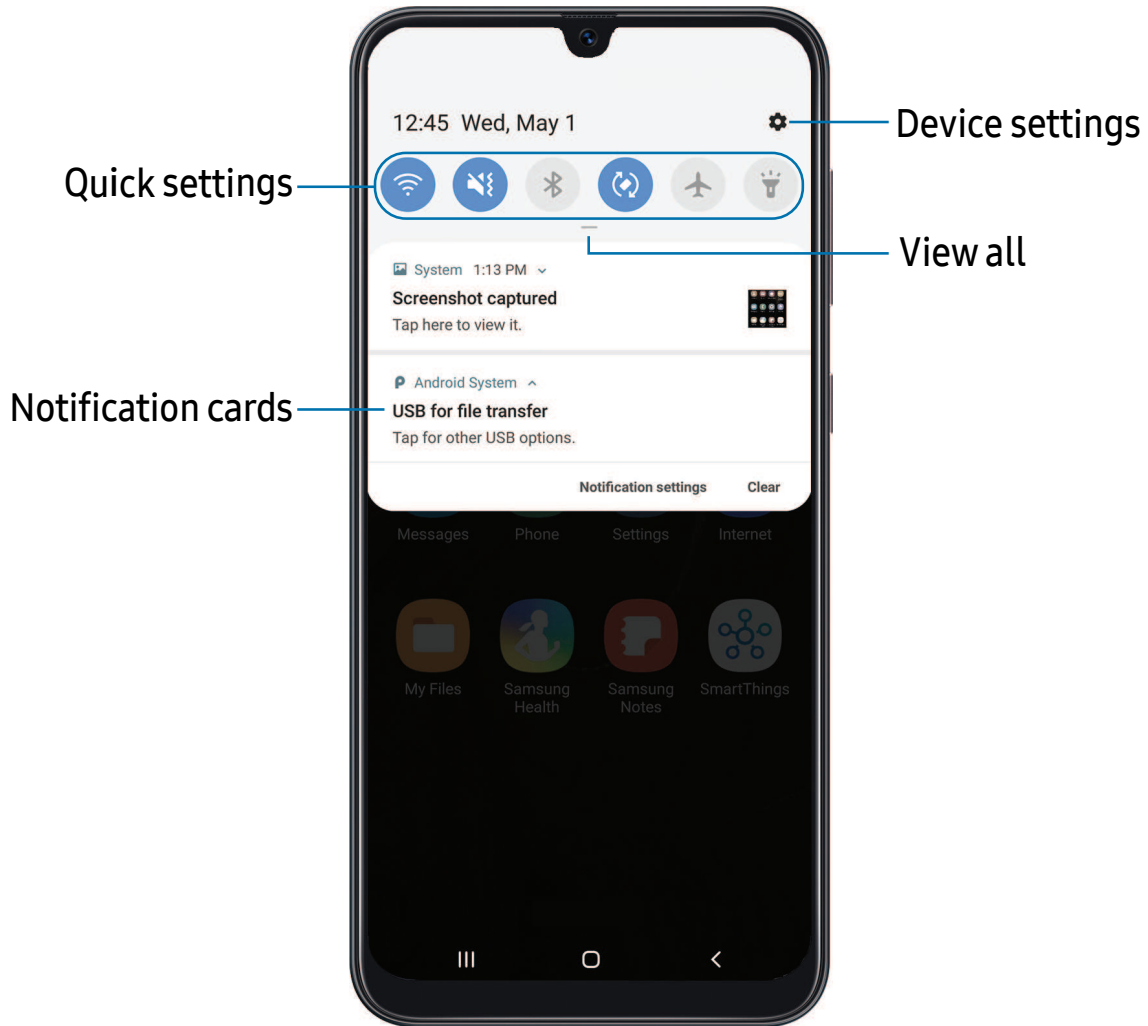 12:45 Wed, May 1
Device settings
Quick settings
View all
System 1:13 PM
Screenshot captured
Tap here to view it.
Android System
Notification cards
USB for file transfer
Tap for other USB options.
Notification settings Clear
Messages Phone Settings Internet
My Files Samsung Health Samsung Notes SmartThings